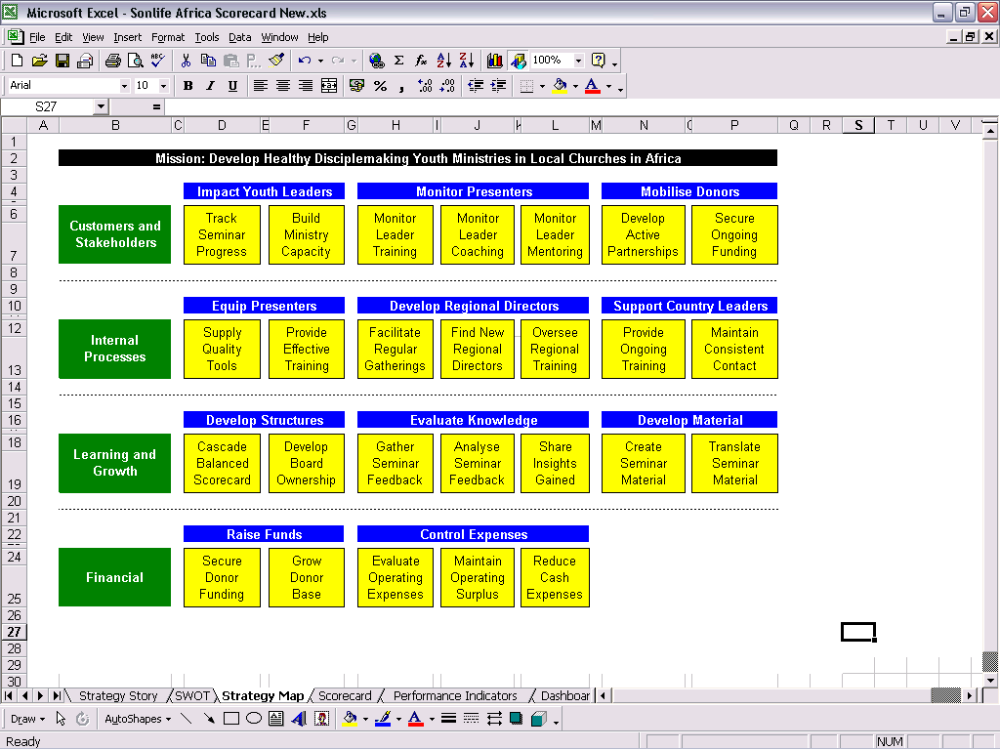 Microsoft Excel - Sonlife Africa Scorecard New.xls
File Edit View Insert Format Tools Data Window Help
100%
Arial 10 B I U
S27 =
A B C D E F G H I J K L M N O P Q R S T U V
1
2 Mission: Develop Healthy Disciplemaking Youth Ministries in Local Churches in Africa
3
4 Impact Youth Leaders Monitor Presenters Mobilise Donors
6 Track Build Monitor Monitor Monitor Develop Secure
Customers and Seminar Ministry Leader Leader Leader Active Ongoing
Stakeholders Progress Capacity Training Coaching Mentoring Partnerships Funding
7
8
9
10 Equip Presenters Develop Regional Directors Support Country Leaders
12 Supply Provide Facilitate Find New Oversee Provide Maintain
Internal Quality Effective Regular Regional Regional Ongoing Consistent
Processes Tools Training Gatherings Directors Training Training Contact
13
14
15
16 Develop Structures Evaluate Knowledge Develop Material
18 Cascade Develop Gather Analyse Share Create Translate
Learning and Balanced Board Seminar Seminar Insights Seminar Seminar
Growth Scorecard Ownership Feedback Feedback Gained Material Material
19
20
21
22 Raise Funds Control Expenses
24 Secure Grow Evaluate Maintain Reduce
Financial Donor Donor Operating Operating Cash
Funding Base Expenses Surplus Expenses
25
26
27
28
29
30
Strategy Story SWOT Strategy Map Scorecard Performance Indicators Dashboar
Draw AutoShapes
Ready NUM